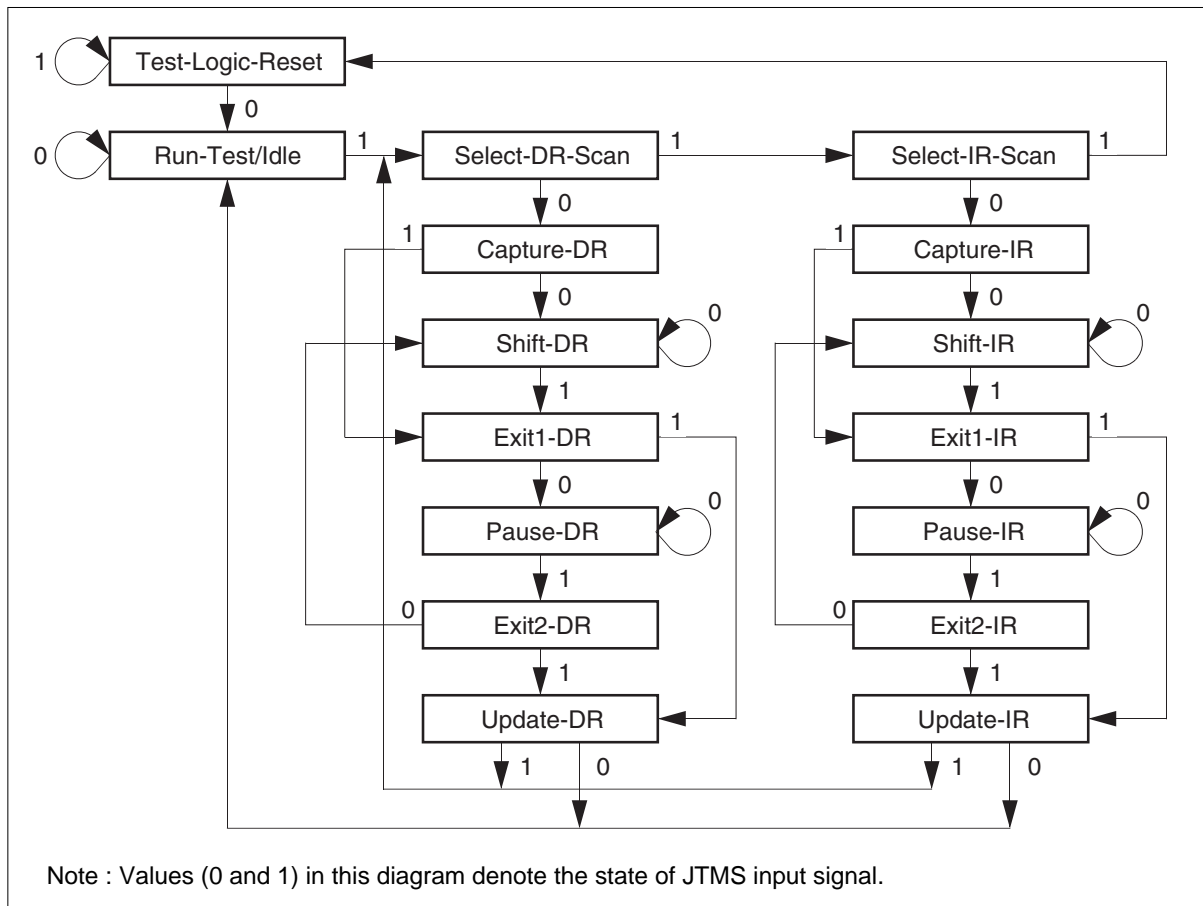 1 Test-Logic-Reset
0
0 Run-Test/Idle 1 Select-DR-Scan 1 Select-IR-Scan 1
0 0
1 Capture-DR 1 Capture-IR
0 0
Shift-DR 0 Shift-IR 0
1 1
Exit1-DR 1 Exit1-IR 1
0 0
Pause-DR 0 Pause-IR 0
1 1
0 Exit2-DR 0 Exit2-IR
1 1
Update-DR Update-IR
1 0 1 0
Note : Values (0 and 1) in this diagram denote the state of JTMS input signal.